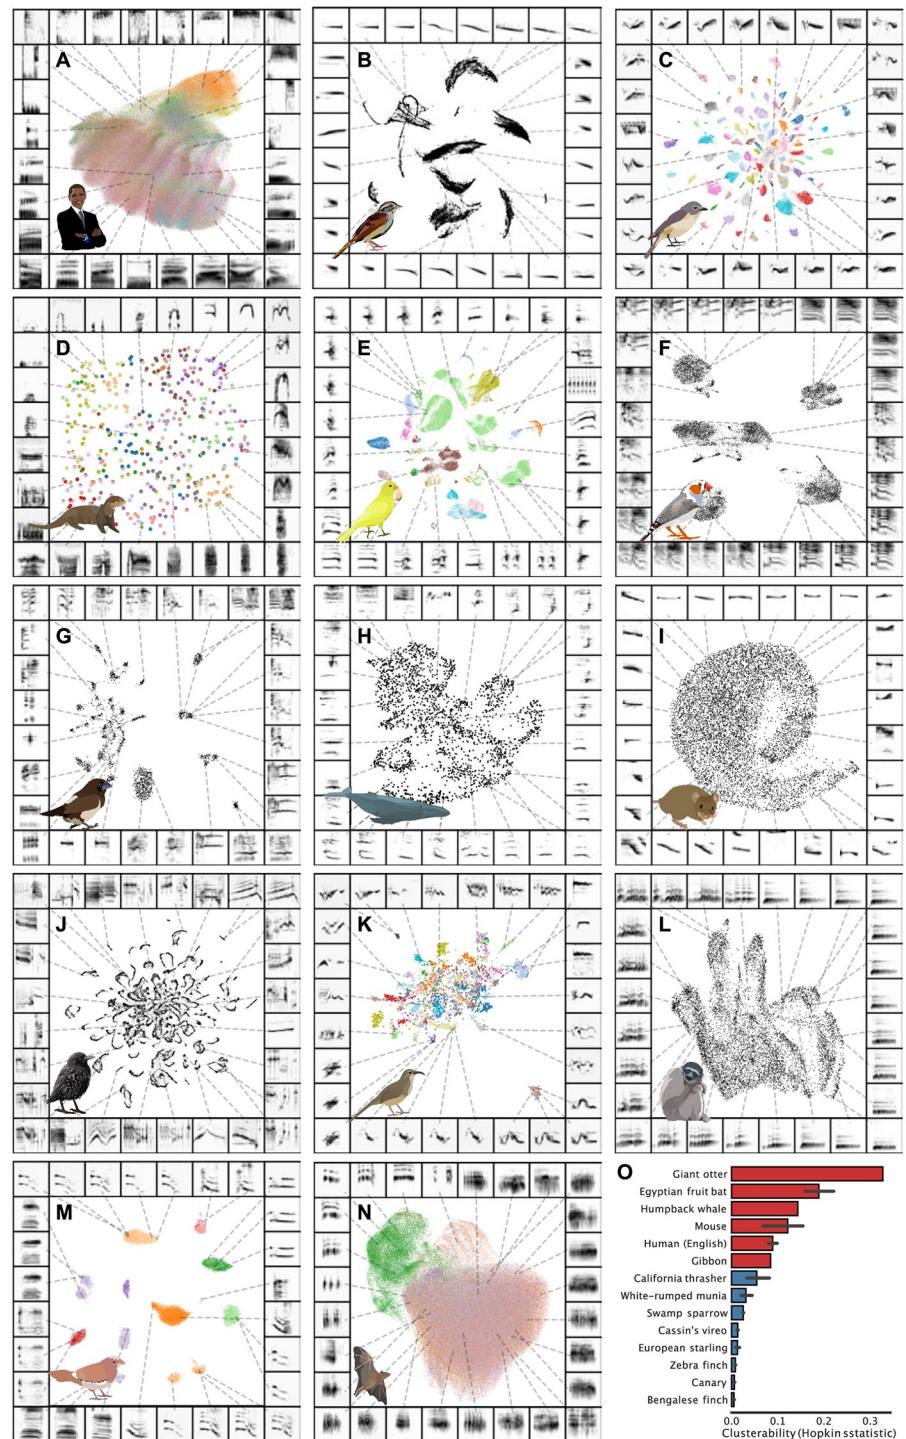 A
B
C
D
E
F
G
H
I
J
K
L
M
N
O
Giant otter
Egyptian fruit bat
Humpback whale
Mouse
Human (English)
Gibbon
California thrasher
White-rumped munia
Swamp sparrow
Cassin's vireo
European starling
Zebra finch
Canary
Bengalese finch
0.0 0.1 0.2 0.3
Clusterability (Hopkin sstatistic)